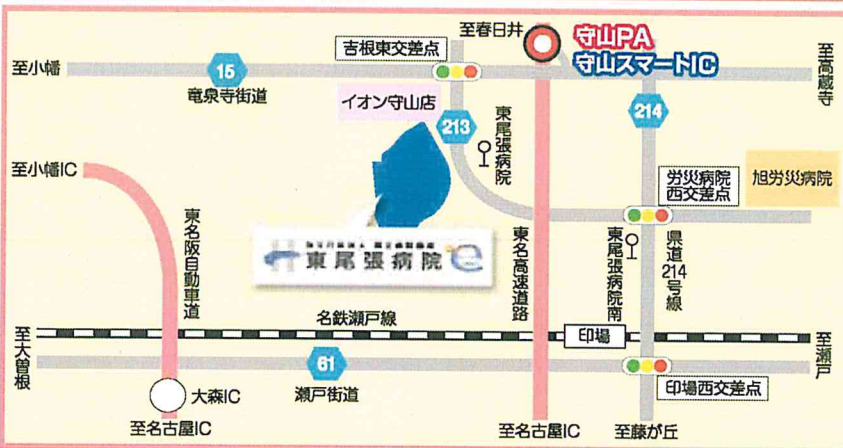 至春日井
守山PA
守山スマートIC
吉根東交差点
至小幡
15
竜泉寺街道
至高蔵寺
イオン守山店
213
東尾張病院
214
至小幡IC
労災病院
西交差点
旭労災病院
東名阪自動車道
東尾張病院
東名高速道路
東尾張病院南
県道214号線
名鉄瀬戸線
印場
至大曽根
至瀬戸
61
瀬戸街道
大森IC
印場西交差点
至名古屋IC
至名古屋IC
至藤が丘